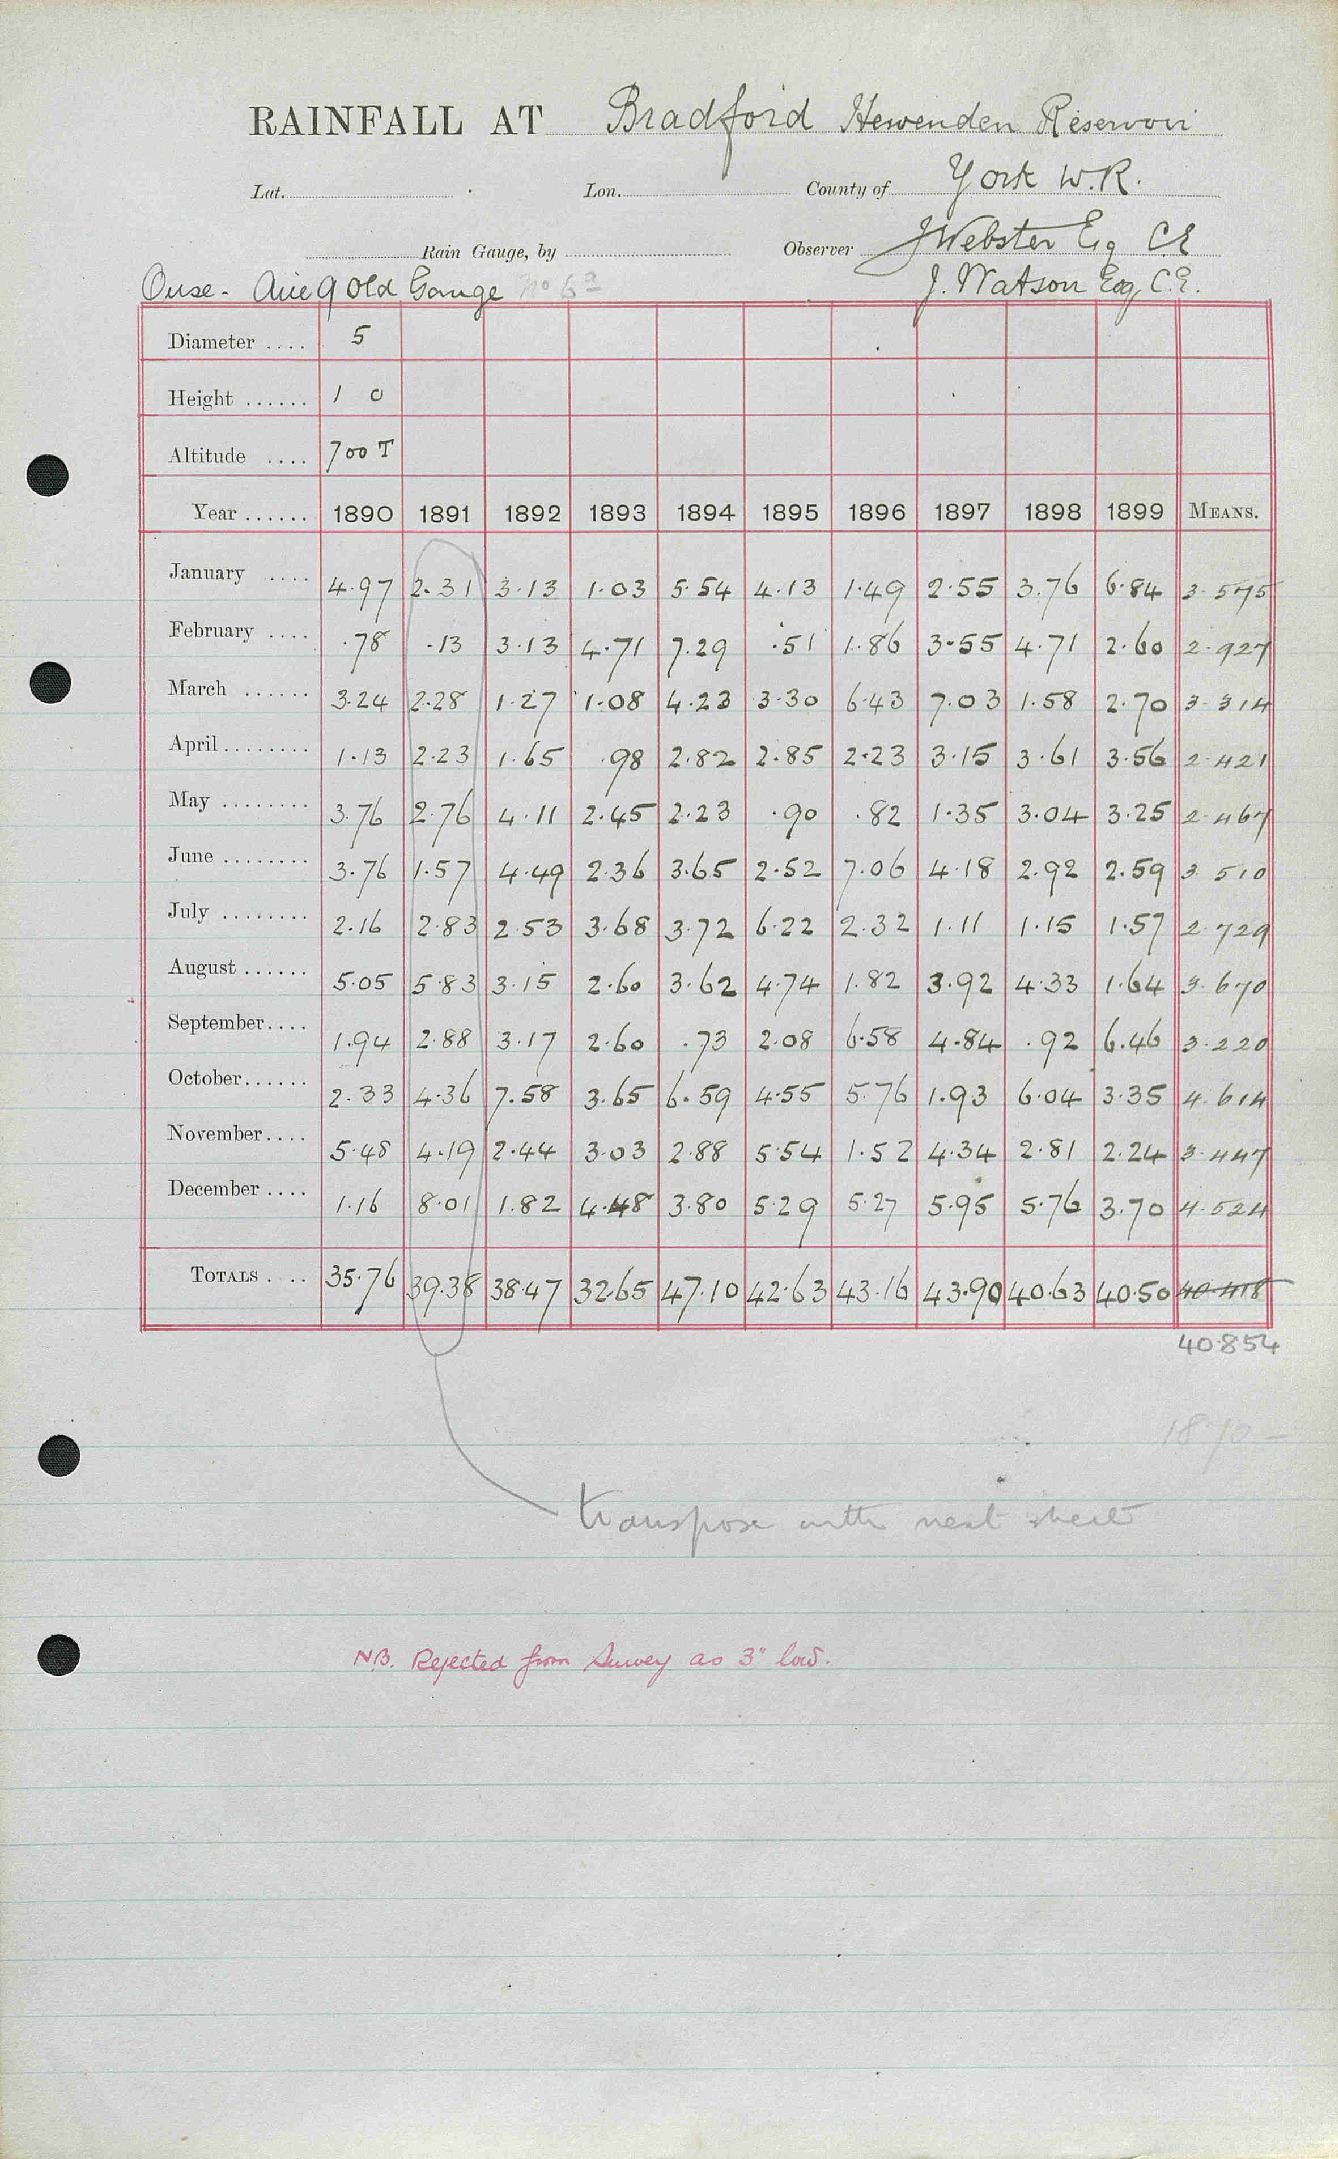 RAINFALL AT Bradford Hewenden Reservoir
Lat. Lon. County of York W.R.
Rain Gauge, by Observer J Webster Esq C.E
Ouse - Aire 9 Old Gauge No 6a J. Watson Esq C.E.
Diameter .... 5
Height ...... 1 0
Altitude .... 700 T
Year ...... 1890 1891 1892 1893 1894 1895 1896 1897 1898 1899 MEANS.
January .... 4.97 2.31 3.13 1.03 5.54 4.13 1.49 2.55 3.76 6.84 3.575
February .... .78 .13 3.13 4.71 7.29 .51 1.86 3.55 4.71 2.60 2.927
March ...... 3.24 2.28 1.27 1.08 4.23 3.30 6.43 7.03 1.58 2.70 3.314
April ........ 1.13 2.23 1.65 .98 2.82 2.85 2.23 3.15 3.61 3.56 2.421
May ........ 3.76 2.76 4.11 2.45 2.23 .90 .82 1.35 3.04 3.25 2.467
June ........ 3.76 1.57 4.49 2.36 3.65 2.52 7.06 4.18 2.92 2.59 3.510
July ........ 2.16 2.83 2.53 3.68 3.72 6.22 2.32 1.11 1.15 1.57 2.729
August ...... 5.05 5.83 3.15 2.60 3.62 4.74 1.82 3.92 4.33 1.64 3.670
September .... 1.94 2.88 3.17 2.60 .73 2.08 6.58 4.84 .92 6.46 3.220
October ...... 2.33 4.36 7.58 3.65 6.59 4.55 5.76 1.93 6.04 3.35 4.614
November .... 5.48 4.19 2.44 3.03 2.88 5.54 1.52 4.34 2.81 2.24 3.447
December .... 1.16 8.01 1.82 4.48 3.80 5.29 5.27 5.95 5.76 3.70 4.524
TOTALS .... 35.76 39.38 38.47 32.65 47.10 42.63 43.16 43.90 40.63 40.50 40.418
40.854
1870 -
transpose with next sheet
NB. Rejected from Survey as 3" low.